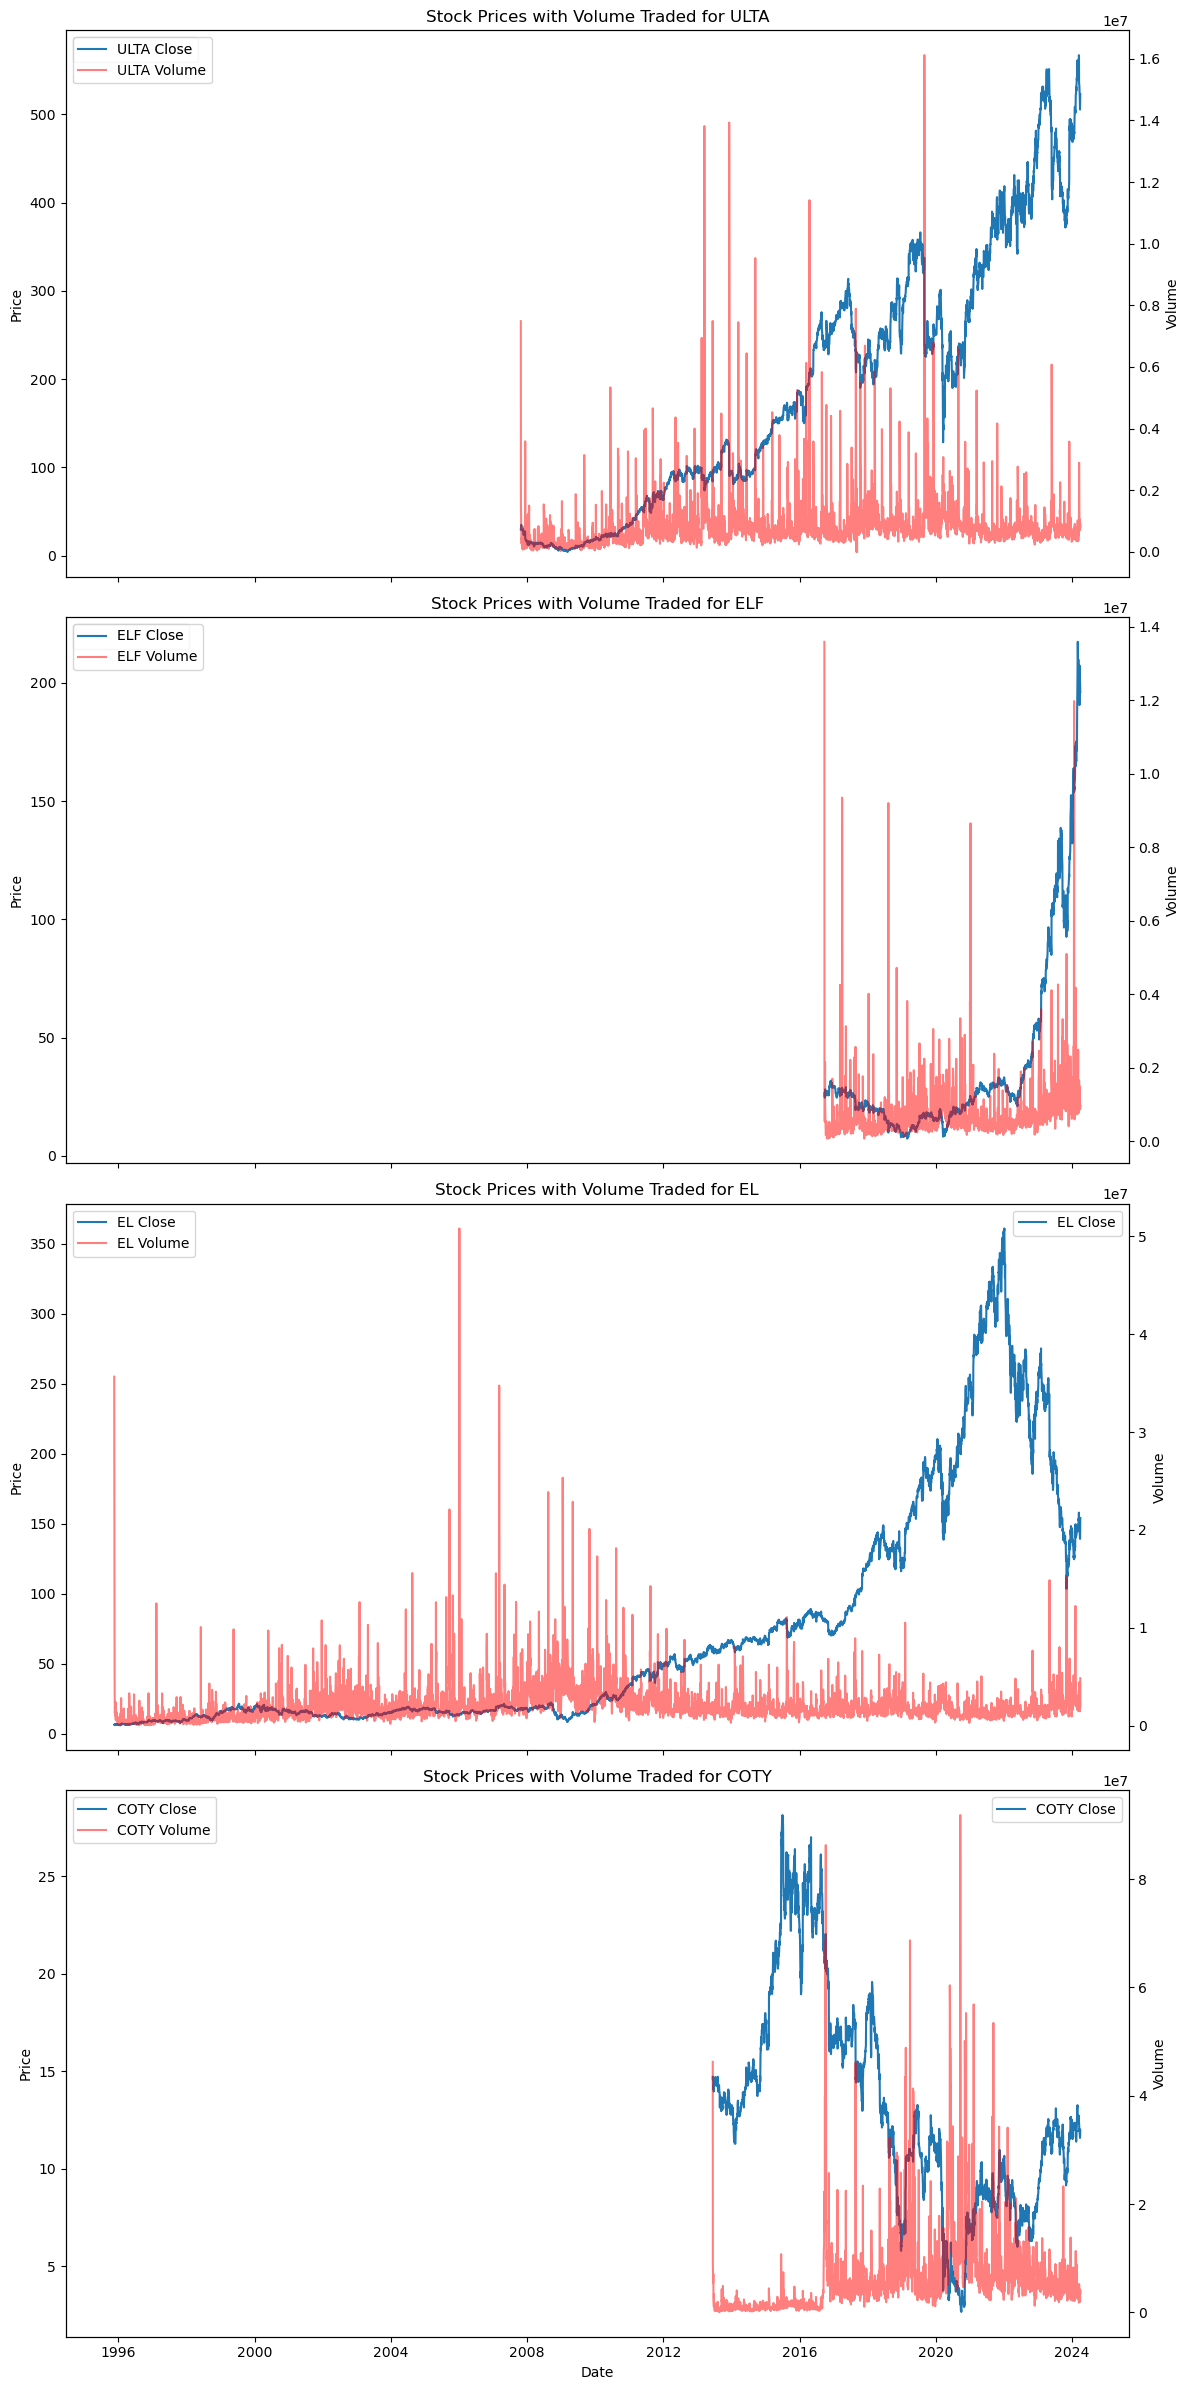 Stock Prices with Volume Traded for ULTA
1e7
ULTA Close
ULTA Volume
500
400
300
200
100
0
Price
1.6
1.4
1.2
1.0
0.8
0.6
0.4
0.2
0.0
Volume
Stock Prices with Volume Traded for ELF
1e7
ELF Close
ELF Volume
200
150
100
50
0
Price
1.4
1.2
1.0
0.8
0.6
0.4
0.2
0.0
Volume
Stock Prices with Volume Traded for EL
1e7
EL Close
EL Volume
EL Close
350
300
250
200
150
100
50
0
Price
5
4
3
2
1
0
Volume
Stock Prices with Volume Traded for COTY
1e7
COTY Close
COTY Volume
COTY Close
25
20
15
10
5
Price
8
6
4
2
0
Volume
1996 2000 2004 2008 2012 2016 2020 2024
Date